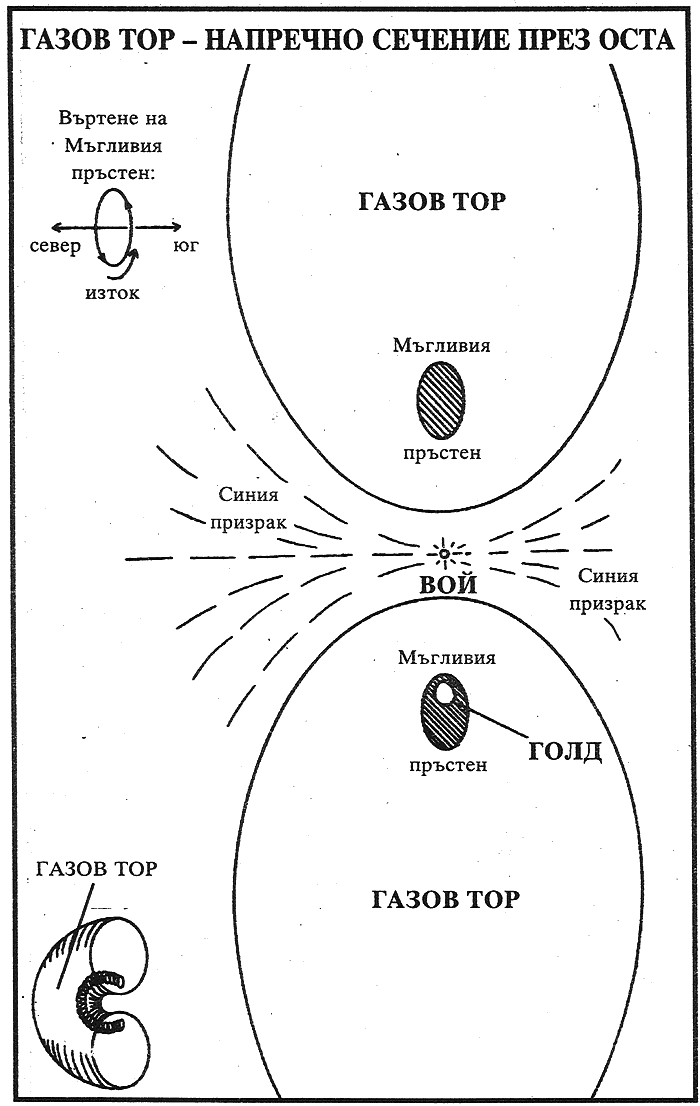 ГАЗОВ ТОР – НАПРЕЧНО СЕЧЕНИЕ ПРЕЗ ОСТА
Въртене на
Мъгливия
пръстен:
север
юг
изток
ГАЗОВ ТОР
Мъгливия
пръстен
Синия
призрак
ВОЙ
Синия
призрак
Мъгливия
ГОЛД
пръстен
ГАЗОВ ТОР
ГАЗОВ ТОР